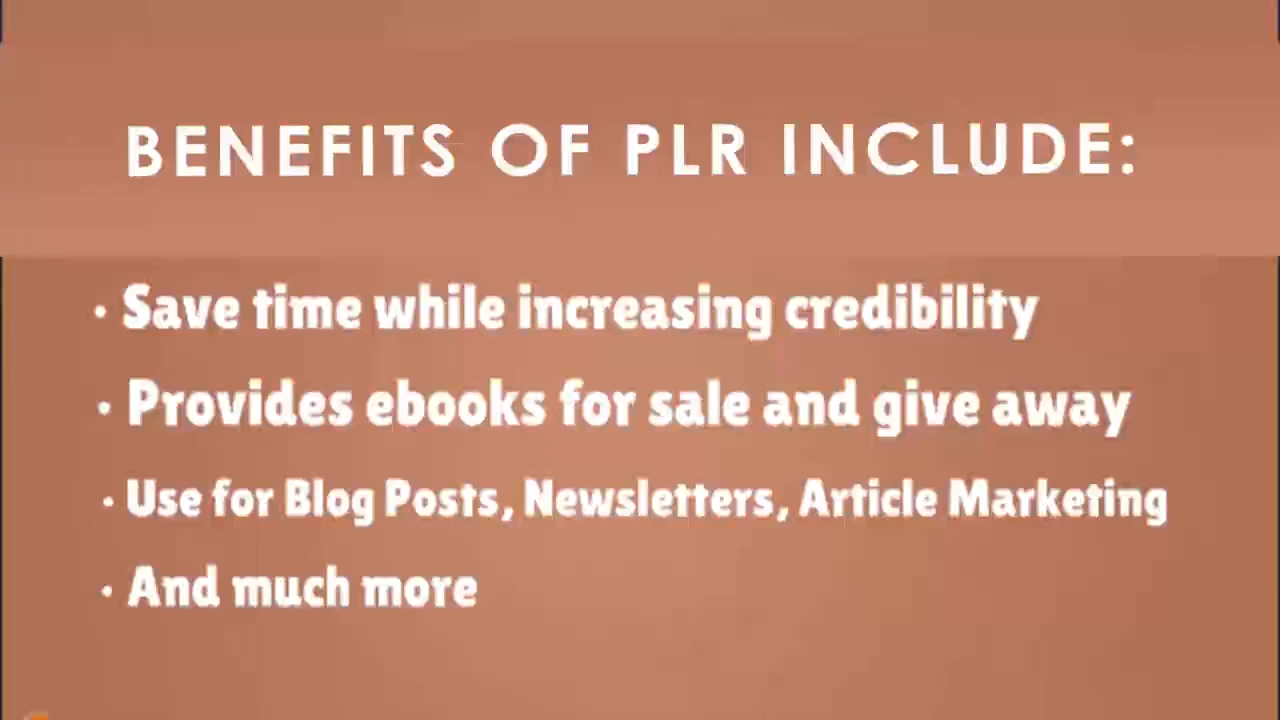 BENEFITS OF PLR INCLUDE:
• Save time while increasing credibility
• Provides ebooks for sale and give away
• Use for Blog Posts, Newsletters, Article Marketing
• And much more